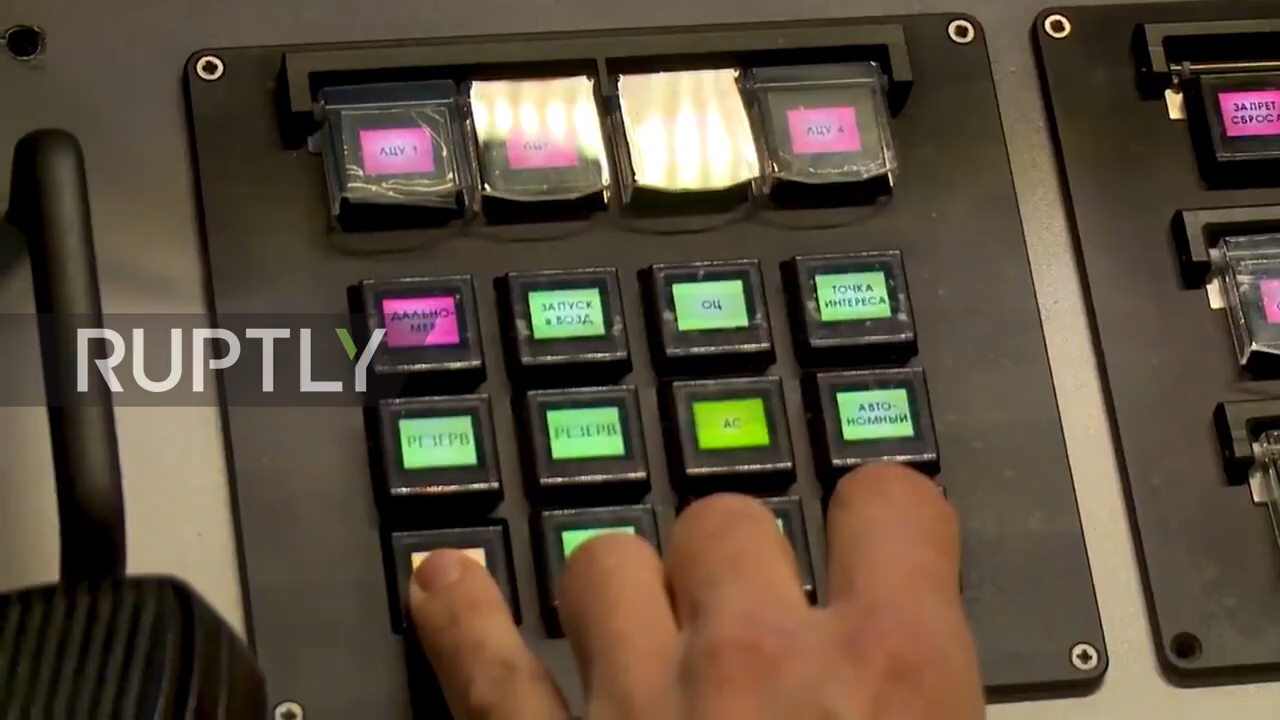 ЛЦУ 1
ЛЦУ
ЛЦУ 4
ЗАПРЕТ
СБРОСА
ДАЛЬНО-
МЕР
ЗАПУСК
в ВОЗД
ОЦ
ТОЧКА
ИНТЕРЕСА
RUPTLY
РЕЗЕРВ
РЕЗЕРВ
АС
АВТО-
НОМНЫЙ